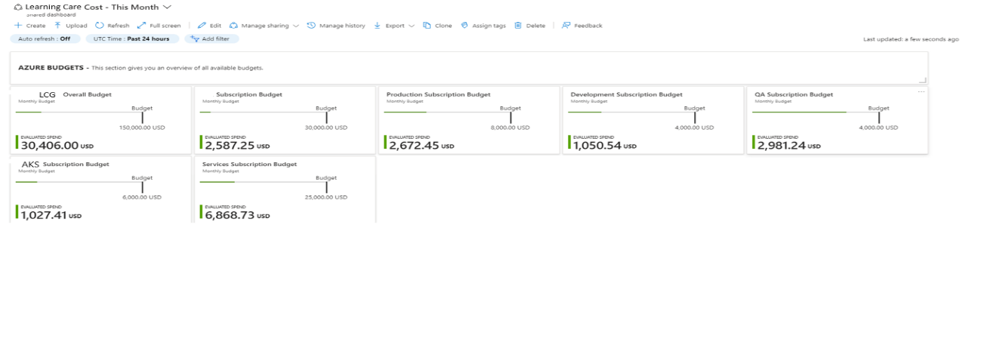 Learning Care Cost - This Month
Shared dashboard
Create Upload Refresh Full screen Edit Manage sharing Manage history Export Clone Assign tags Delete Feedback
Auto refresh : Off UTC Time : Past 24 hours Add filter Last updated: a few seconds ago
AZURE BUDGETS - This section gives you an overview of all available budgets.
LCG Overall Budget
Monthly Budget
Budget
150,000.00 USD
EVALUATED SPEND
30,406.00 USD
Subscription Budget
Monthly Budget
Budget
30,000.00 USD
EVALUATED SPEND
2,587.25 USD
Production Subscription Budget
Monthly Budget
Budget
8,000.00 USD
EVALUATED SPEND
2,672.45 USD
Development Subscription Budget
Monthly Budget
Budget
4,000.00 USD
EVALUATED SPEND
1,050.54 USD
QA Subscription Budget
Monthly Budget
Budget
4,000.00 USD
EVALUATED SPEND
2,981.24 USD
AKS Subscription Budget
Monthly Budget
Budget
6,000.00 USD
EVALUATED SPEND
1,027.41 USD
Services Subscription Budget
Monthly Budget
Budget
25,000.00 USD
EVALUATED SPEND
6,868.73 USD